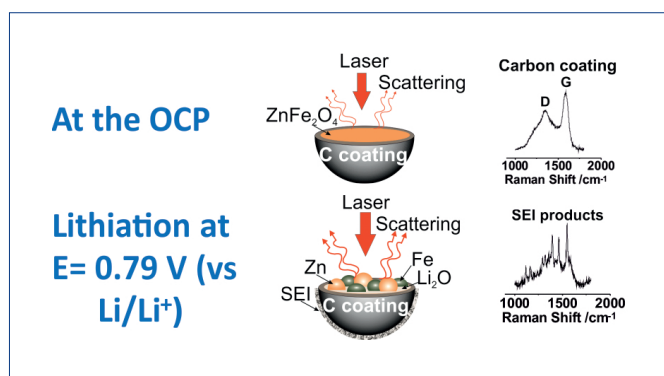 At the OCP
Laser
Scattering
ZnFe₂O₄
C coating
Carbon coating
D
G
1000 1500 2000
Raman Shift /cm⁻¹
Lithiation at
E= 0.79 V (vs
Li/Li⁺)
Laser
Scattering
Zn
Fe
Li₂O
SEI
C coating
SEI products
1000 1500 2000
Raman Shift /cm⁻¹